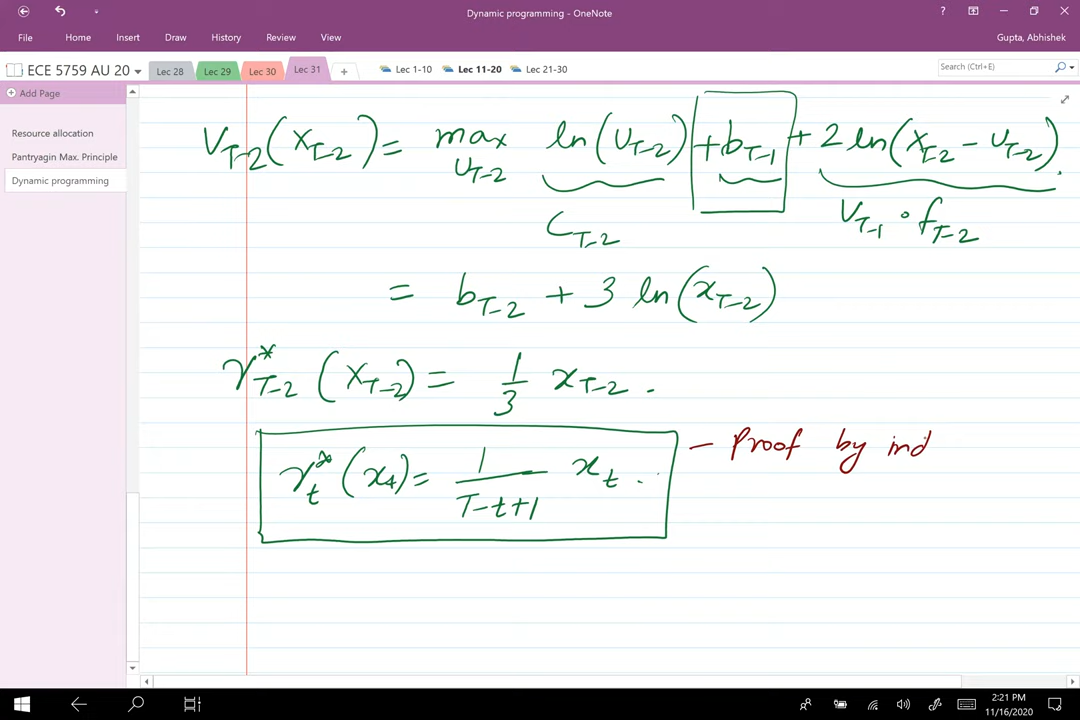 Dynamic programming - OneNote
File Home Insert Draw History Review View Gupta, Abhishek
ECE 5759 AU 20 Lec 28 Lec 29 Lec 30 Lec 31 + Lec 1-10 Lec 11-20 Lec 21-30 Search (Ctrl+E)
Add Page
Resource allocation
Pantryagin Max. Principle
Dynamic programming
V_{T-2}(x_{T-2}) = max_{u_{T-2}} ln(u_{T-2}) + b_{T-1} + 2 ln(x_{T-2} - u_{T-2}).
C_{T-2} V_{T-1} ∘ f_{T-2}
= b_{T-2} + 3 ln(x_{T-2})
γ*_{T-2}(x_{T-2}) = 1/3 x_{T-2}.
γ*_t(x_t) = 1/(T-t+1) x_t. – Proof by ind
2:21 PM
11/16/2020